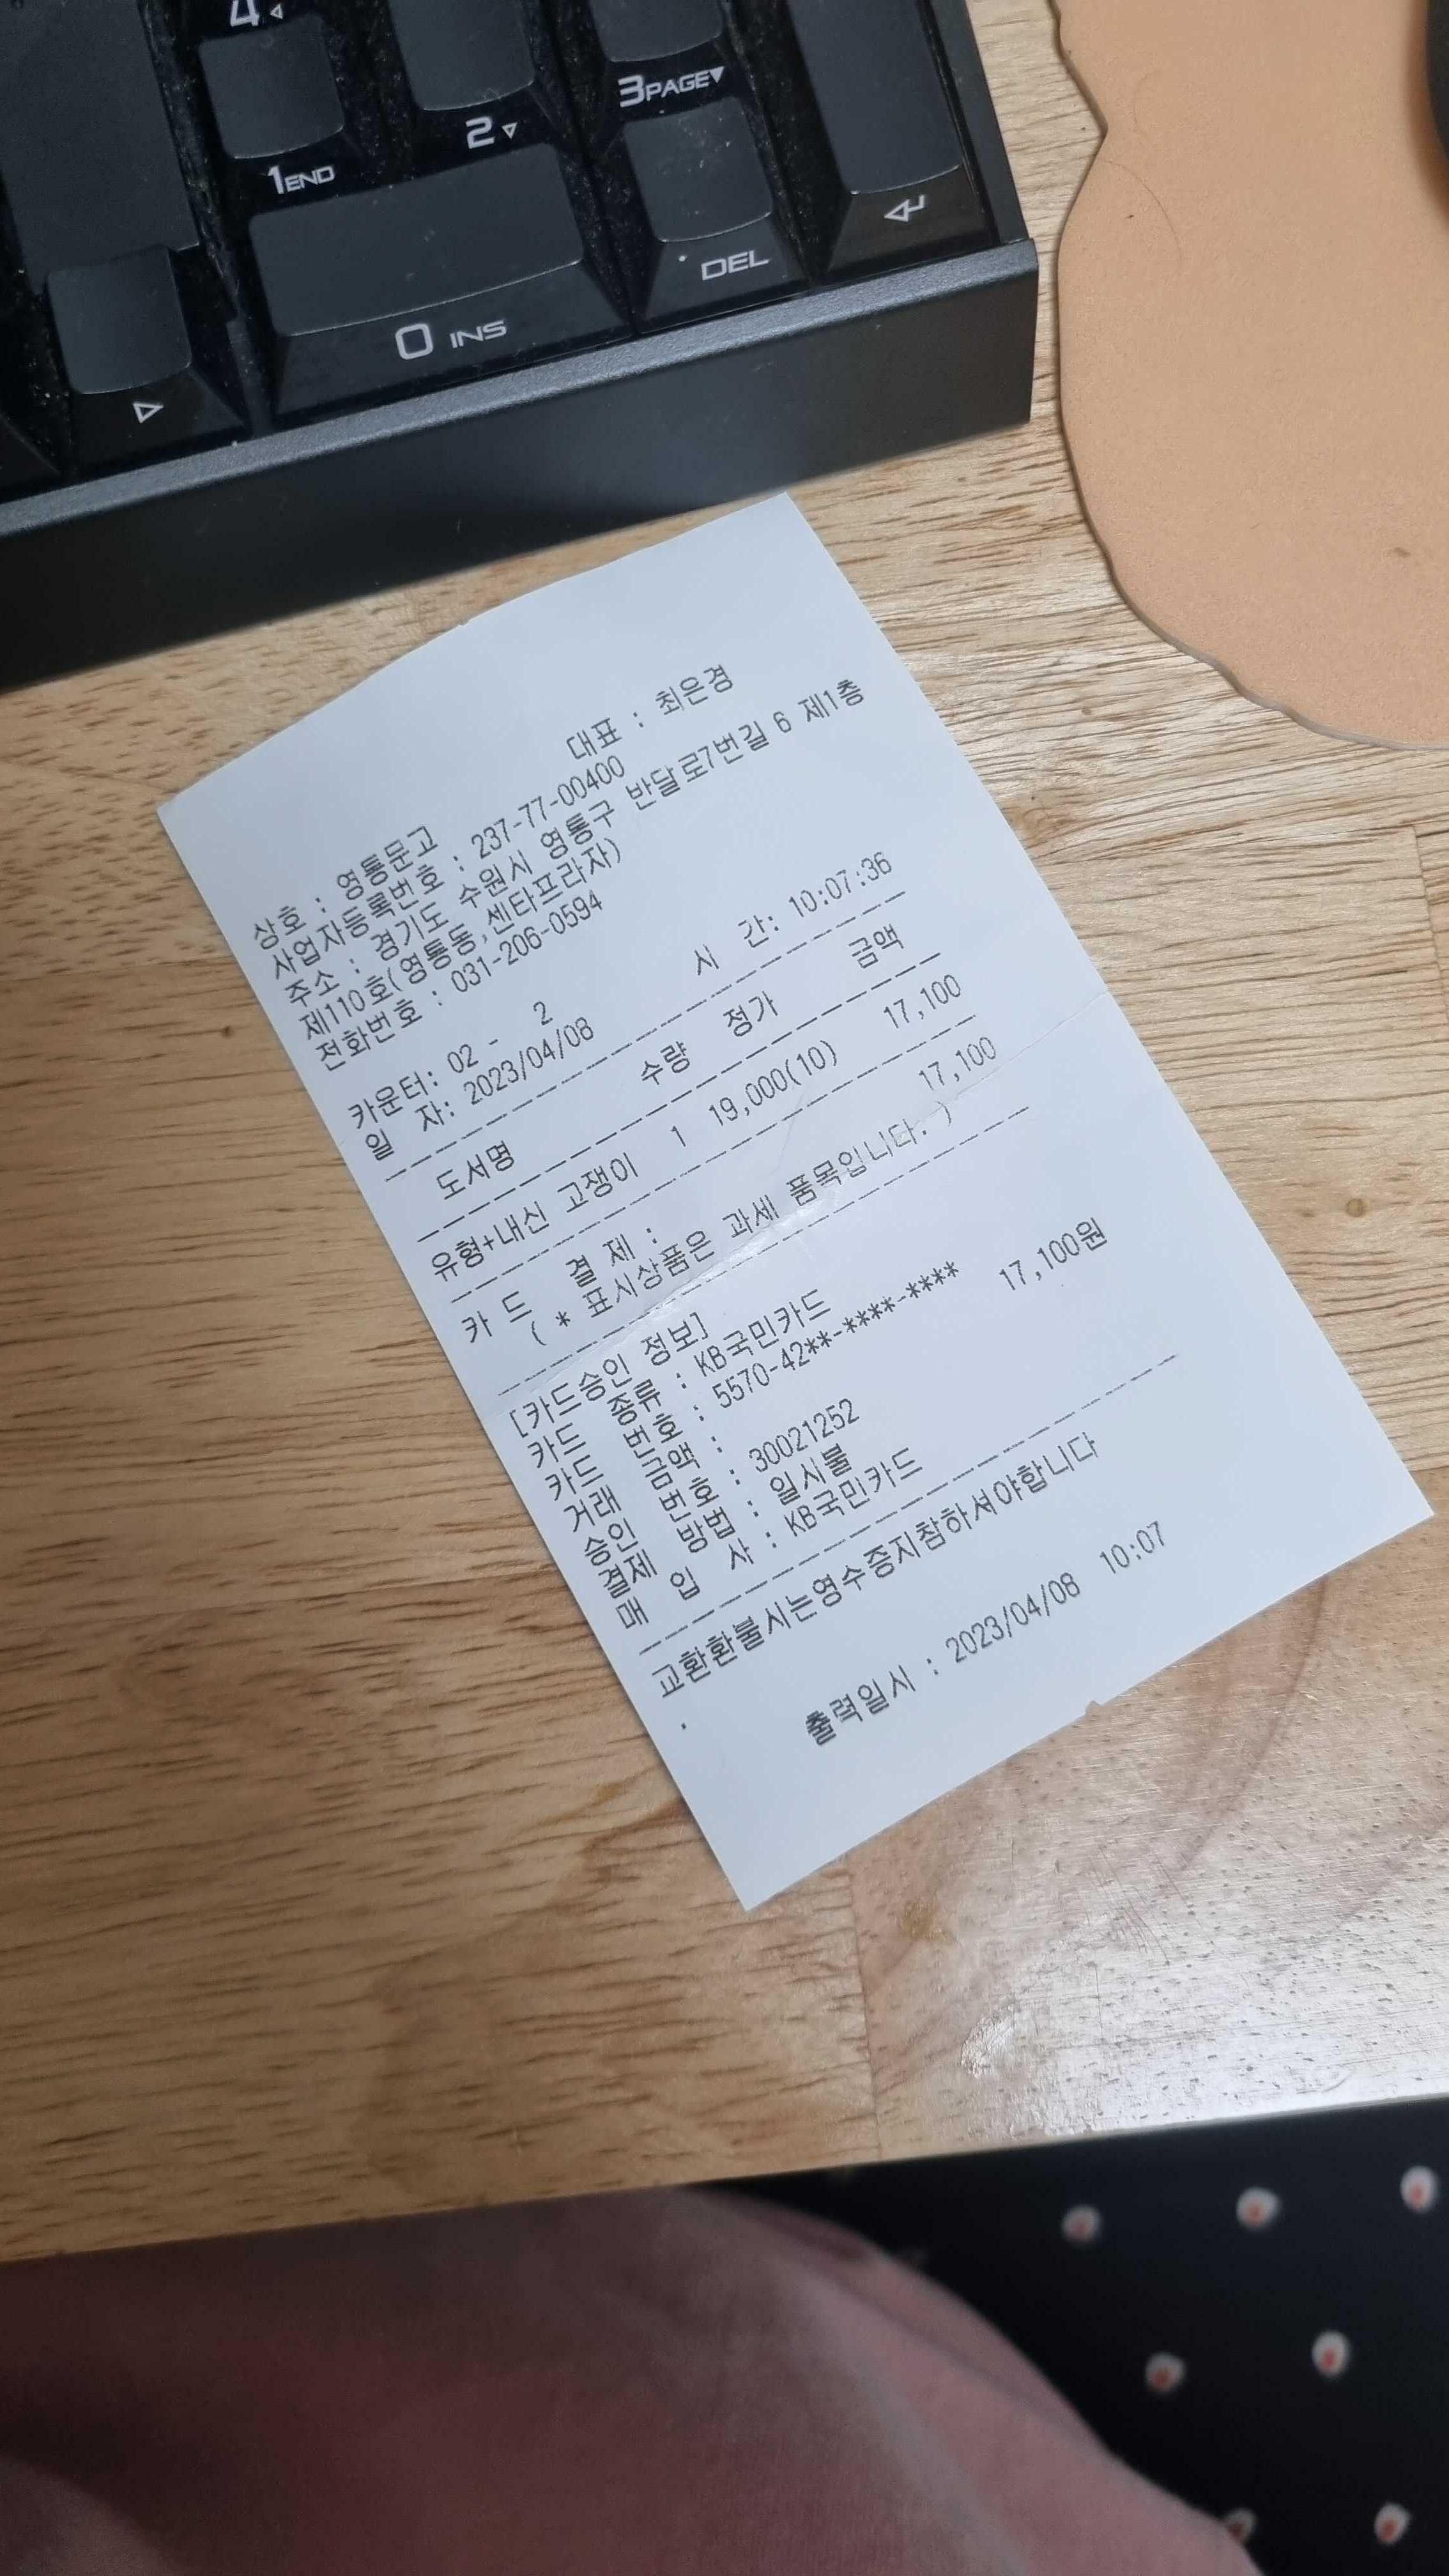 4
1 END
2
3 PAGE
0 INS
. DEL
대표 : 최은경
상호 : 영통문고
사업자등록번호 : 237-77-00400
주소 : 경기도 수원시 영통구 반달로7번길 6 제1층
제110호(영통동,센타프라자)
전화번호 : 031-206-0594
카운터: 02 - 2
일 자: 2023/04/08 시 간: 10:07:36
도서명 수량 정가 금액
유형+내신 고쟁이 1 19,000(10) 17,100
카 드 결 제 : 17,100
( * 표시상품은 과세 품목입니다. )
[카드승인 정보]
카드 종류 : KB국민카드
카드 번호 : 5570-42**-****-****
거래 금액 : 17,100원
승인 번호 : 30021252
결제 방법 : 일시불
매 입 사 : KB국민카드
교환환불시는영수증지참하셔야합니다
.
출력일시 : 2023/04/08 10:07